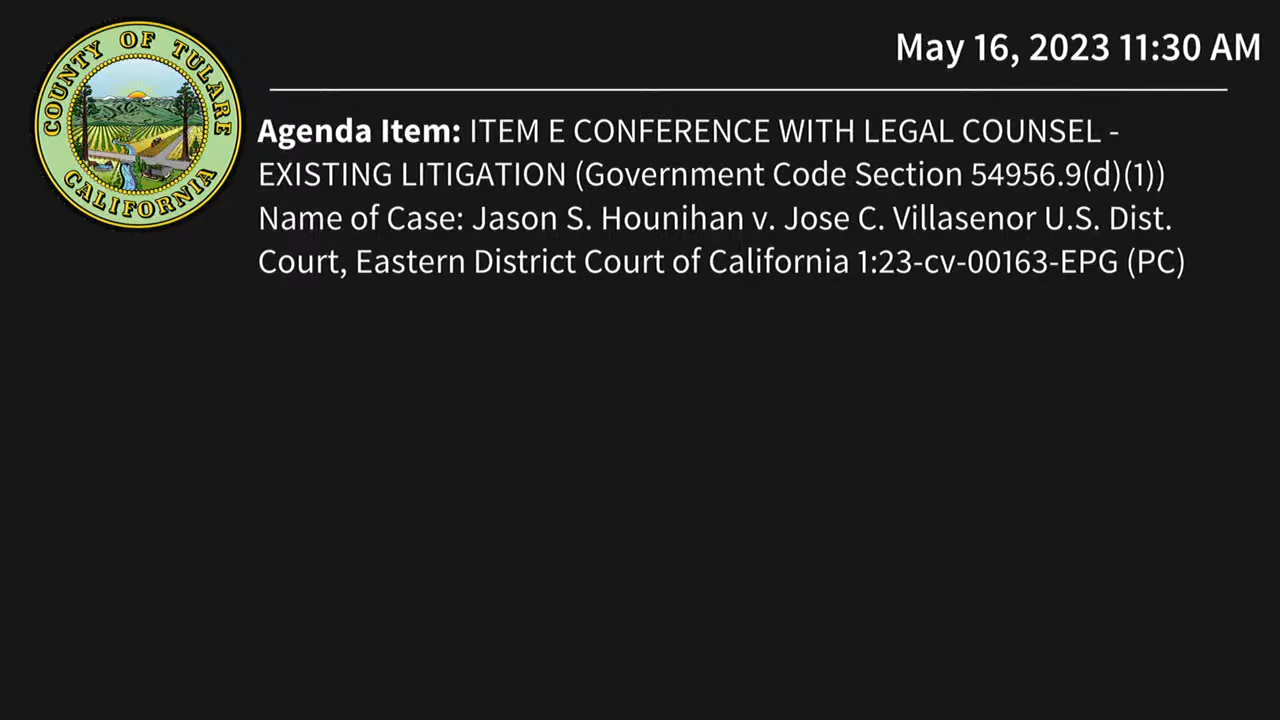 COUNTY OF TULARE
CALIFORNIA
May 16, 2023 11:30 AM
Agenda Item: ITEM E CONFERENCE WITH LEGAL COUNSEL -
EXISTING LITIGATION (Government Code Section 54956.9(d)(1))
Name of Case: Jason S. Hounihan v. Jose C. Villasenor U.S. Dist.
Court, Eastern District Court of California 1:23-cv-00163-EPG (PC)